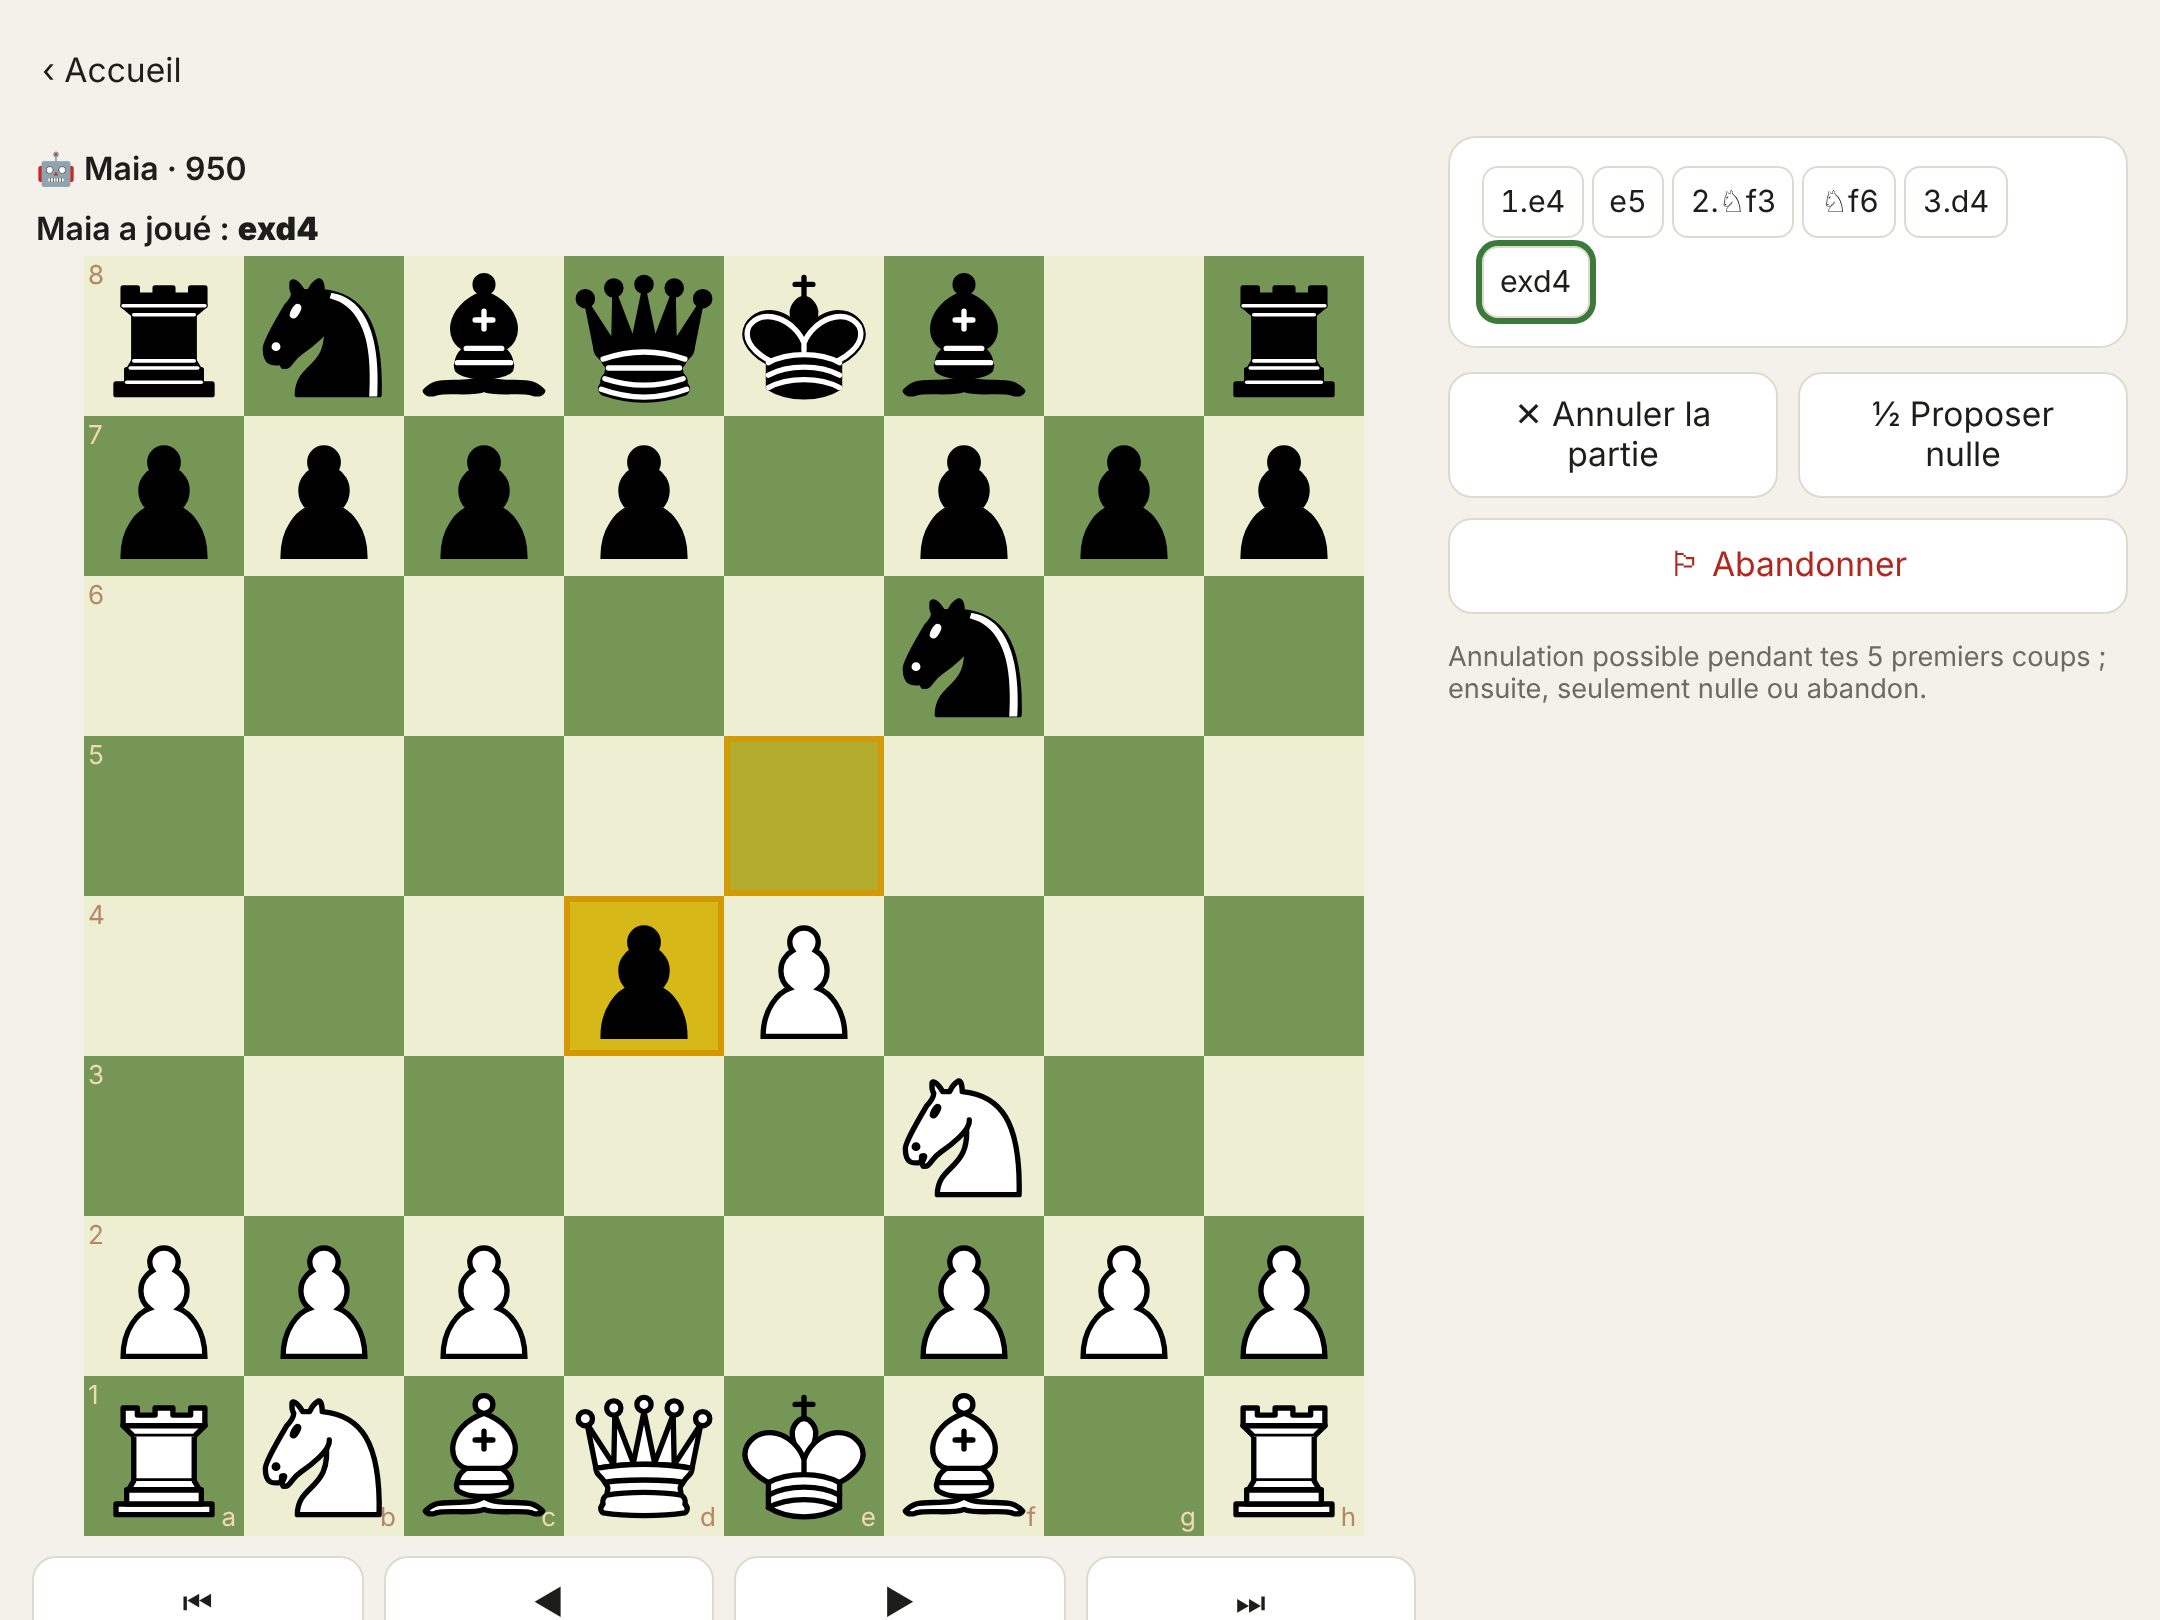 ‹ Accueil
🤖 Maia · 950
Maia a joué : exd4
1.e4 e5 2.♘f3 ♘f6 3.d4
exd4
✕ Annuler la partie
½ Proposer nulle
⚐ Abandonner
Annulation possible pendant tes 5 premiers coups ;
ensuite, seulement nulle ou abandon.
8
7
6
5
4
3
2
1
a b c d e f g h
⏮ ◀ ▶ ⏭